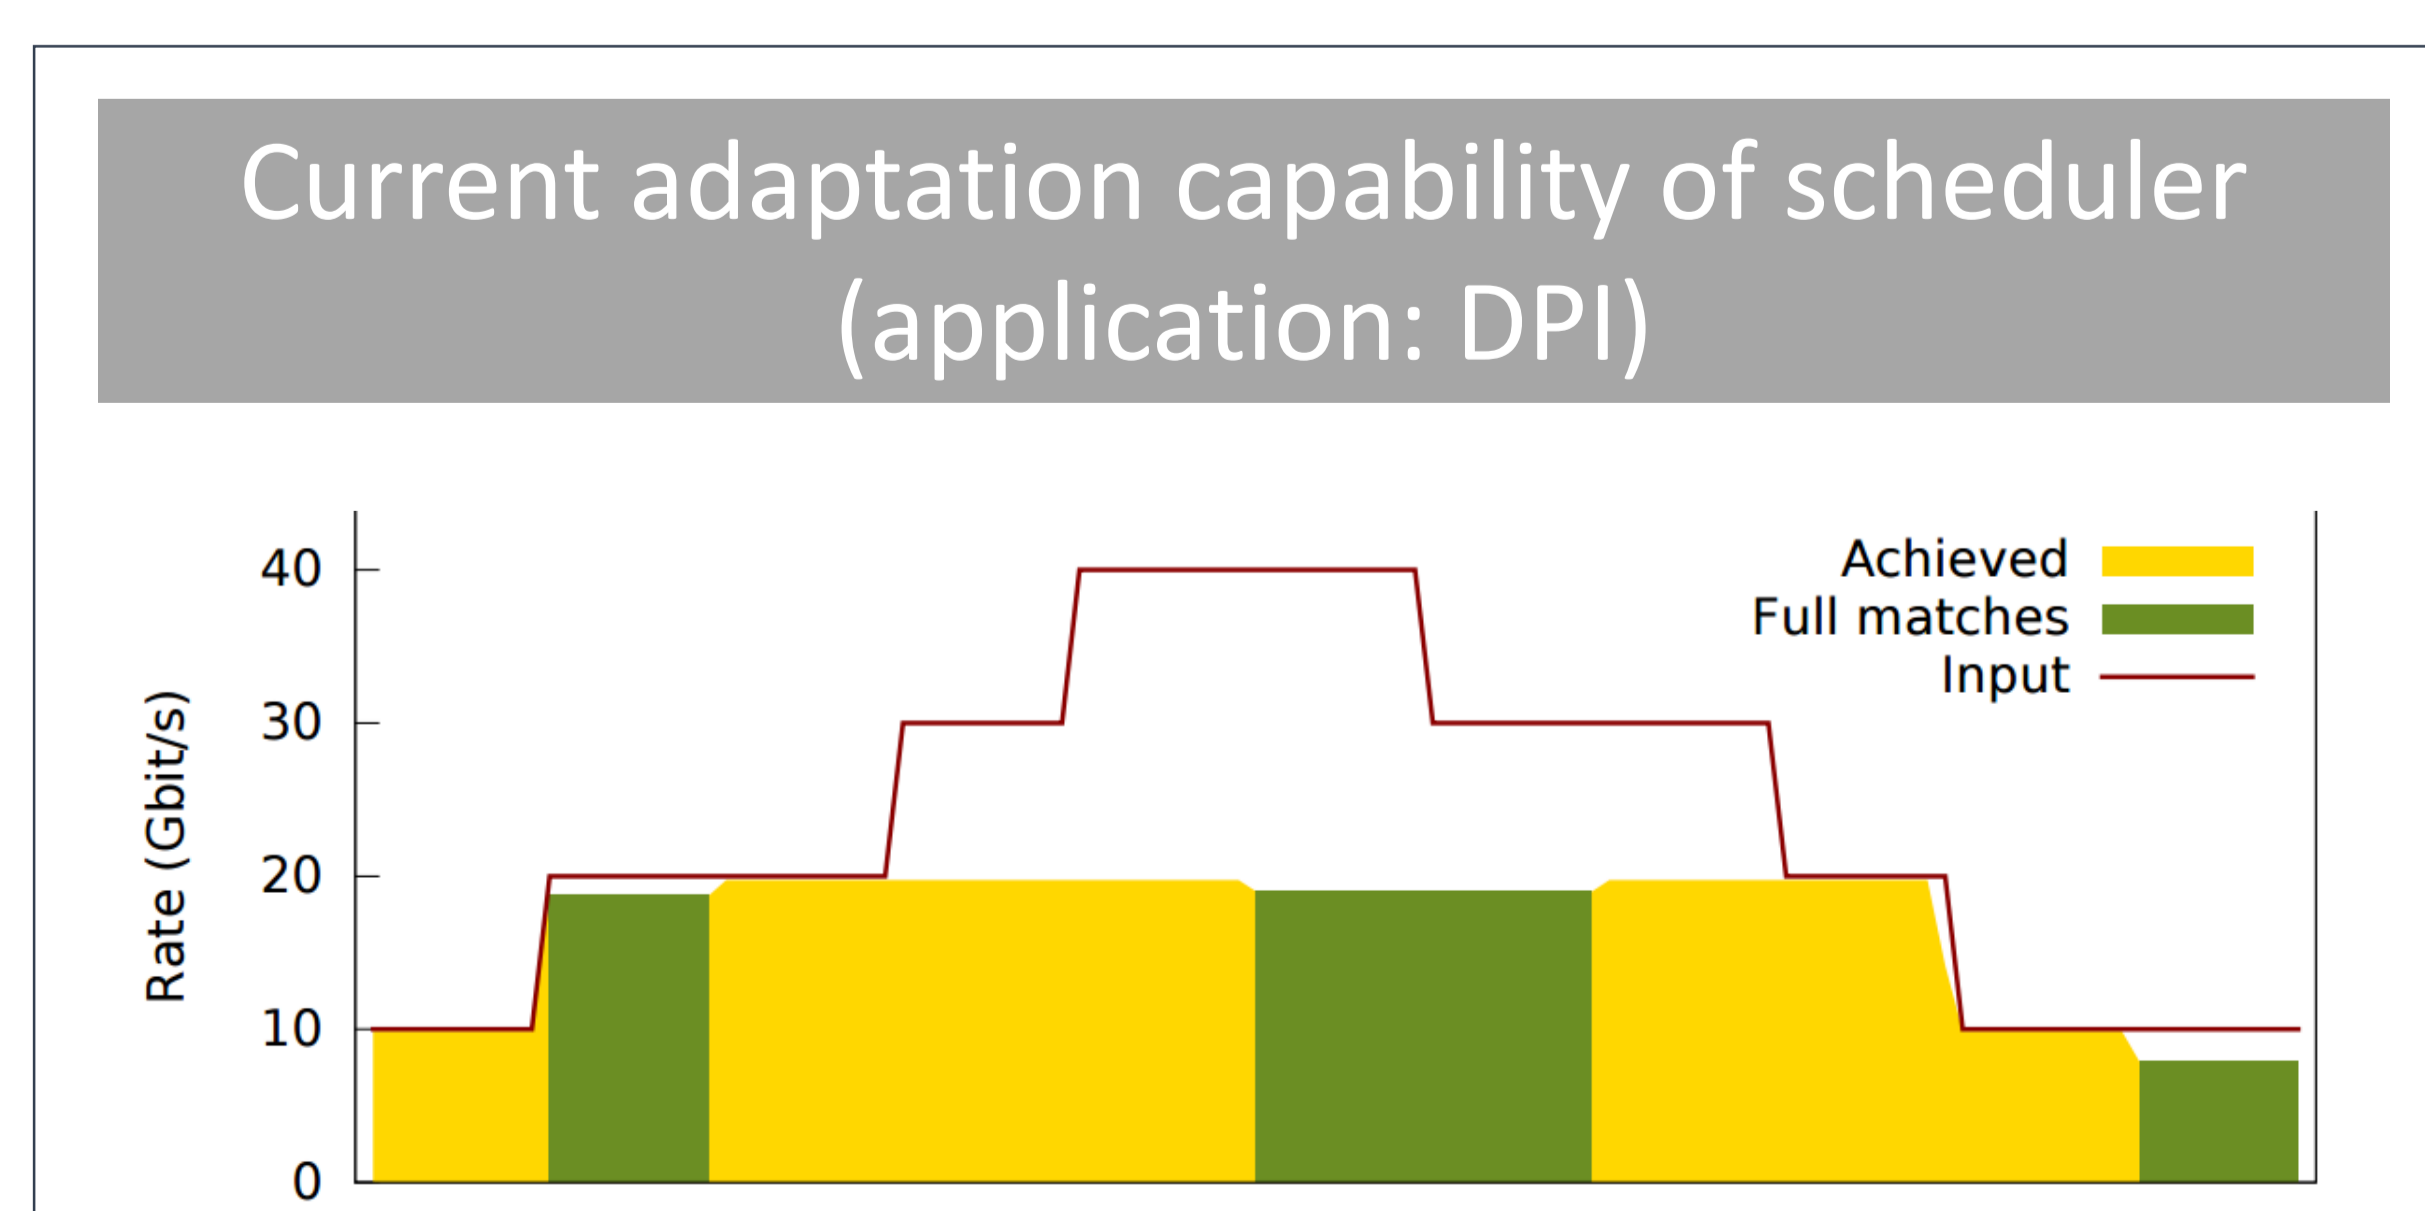 Current adaptation capability of scheduler
(application: DPI)
Achieved
Full matches
Input
Rate (Gbit/s)
40
30
20
10
0